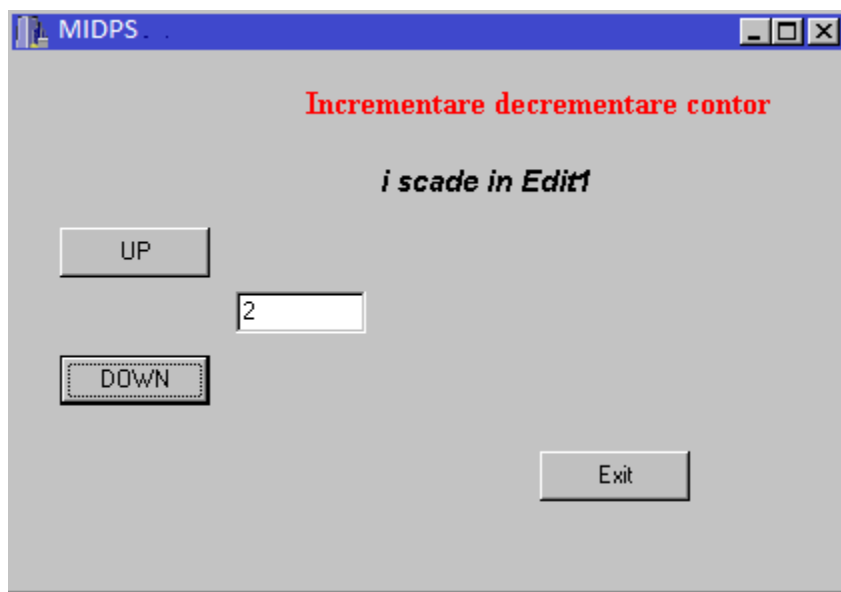 MIDPS . .
Incrementare decrementare contor
i scade in Edit1
UP
2
DOWN
Exit